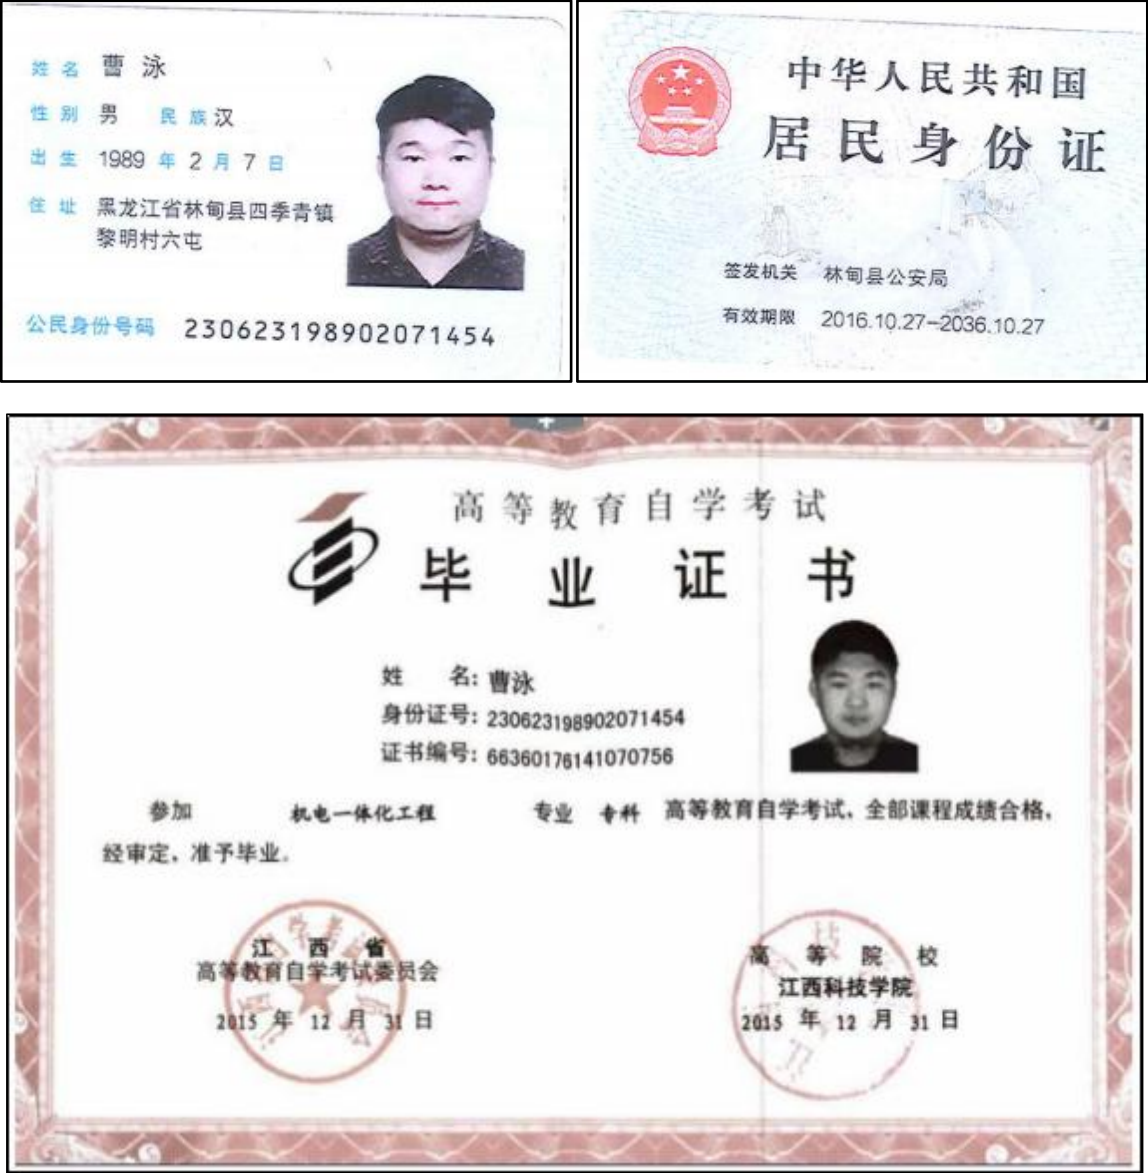 姓名 曹泳
性别 男 民族 汉
出生 1989 年 2 月 7 日
住址 黑龙江省林甸县四季青镇
黎明村六屯
公民身份号码 230623198902071454
中华人民共和国
居民身份证
签发机关 林甸县公安局
有效期限 2016.10.27-2036.10.27
高等教育自学考试
毕业证书
姓 名: 曹泳
身份证号: 230623198902071454
证书编号: 66360176141070756
参加 机电一体化工程 专业 专科 高等教育自学考试、全部课程成绩合格,
经审定、准予毕业。
江西省
高等教育自学考试委员会
2015 年 12 月 31 日
高等院校
江西科技学院
2015 年 12 月 31 日